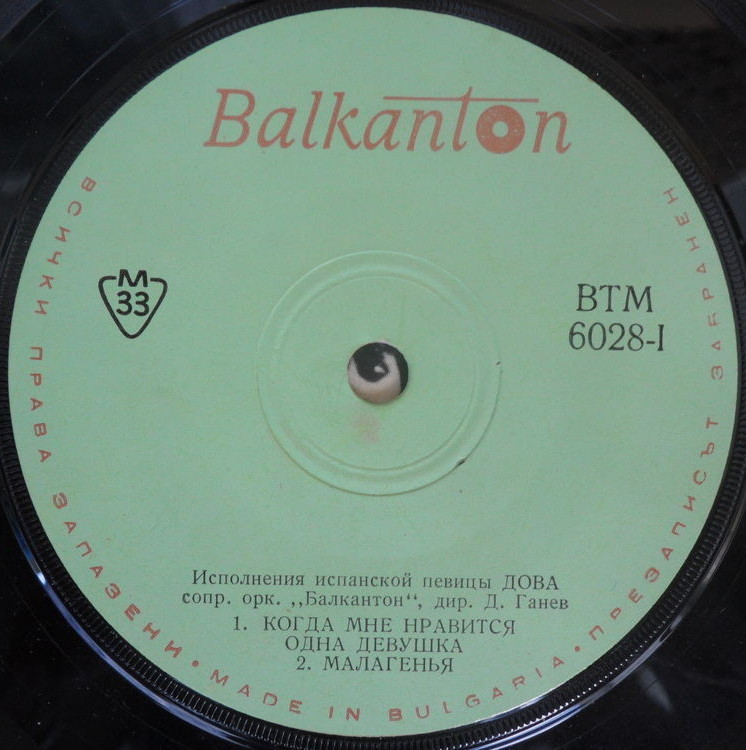 Balkanton
М
33
ВТМ
6028-I
Исполнения испанской певицы ДОВА
сопр. орк. „Балкантон“, дир. Д. Ганев
1. КОГДА МНЕ НРАВИТСЯ
ОДНА ДЕВУШКА
2. МАЛАГЕНЬЯ
ВСИЧКИ ПРАВА ЗАПАЗЕНИ • MADE IN BULGARIA • ПРЕЗАПИСЪТ ЗАБРАНЕН